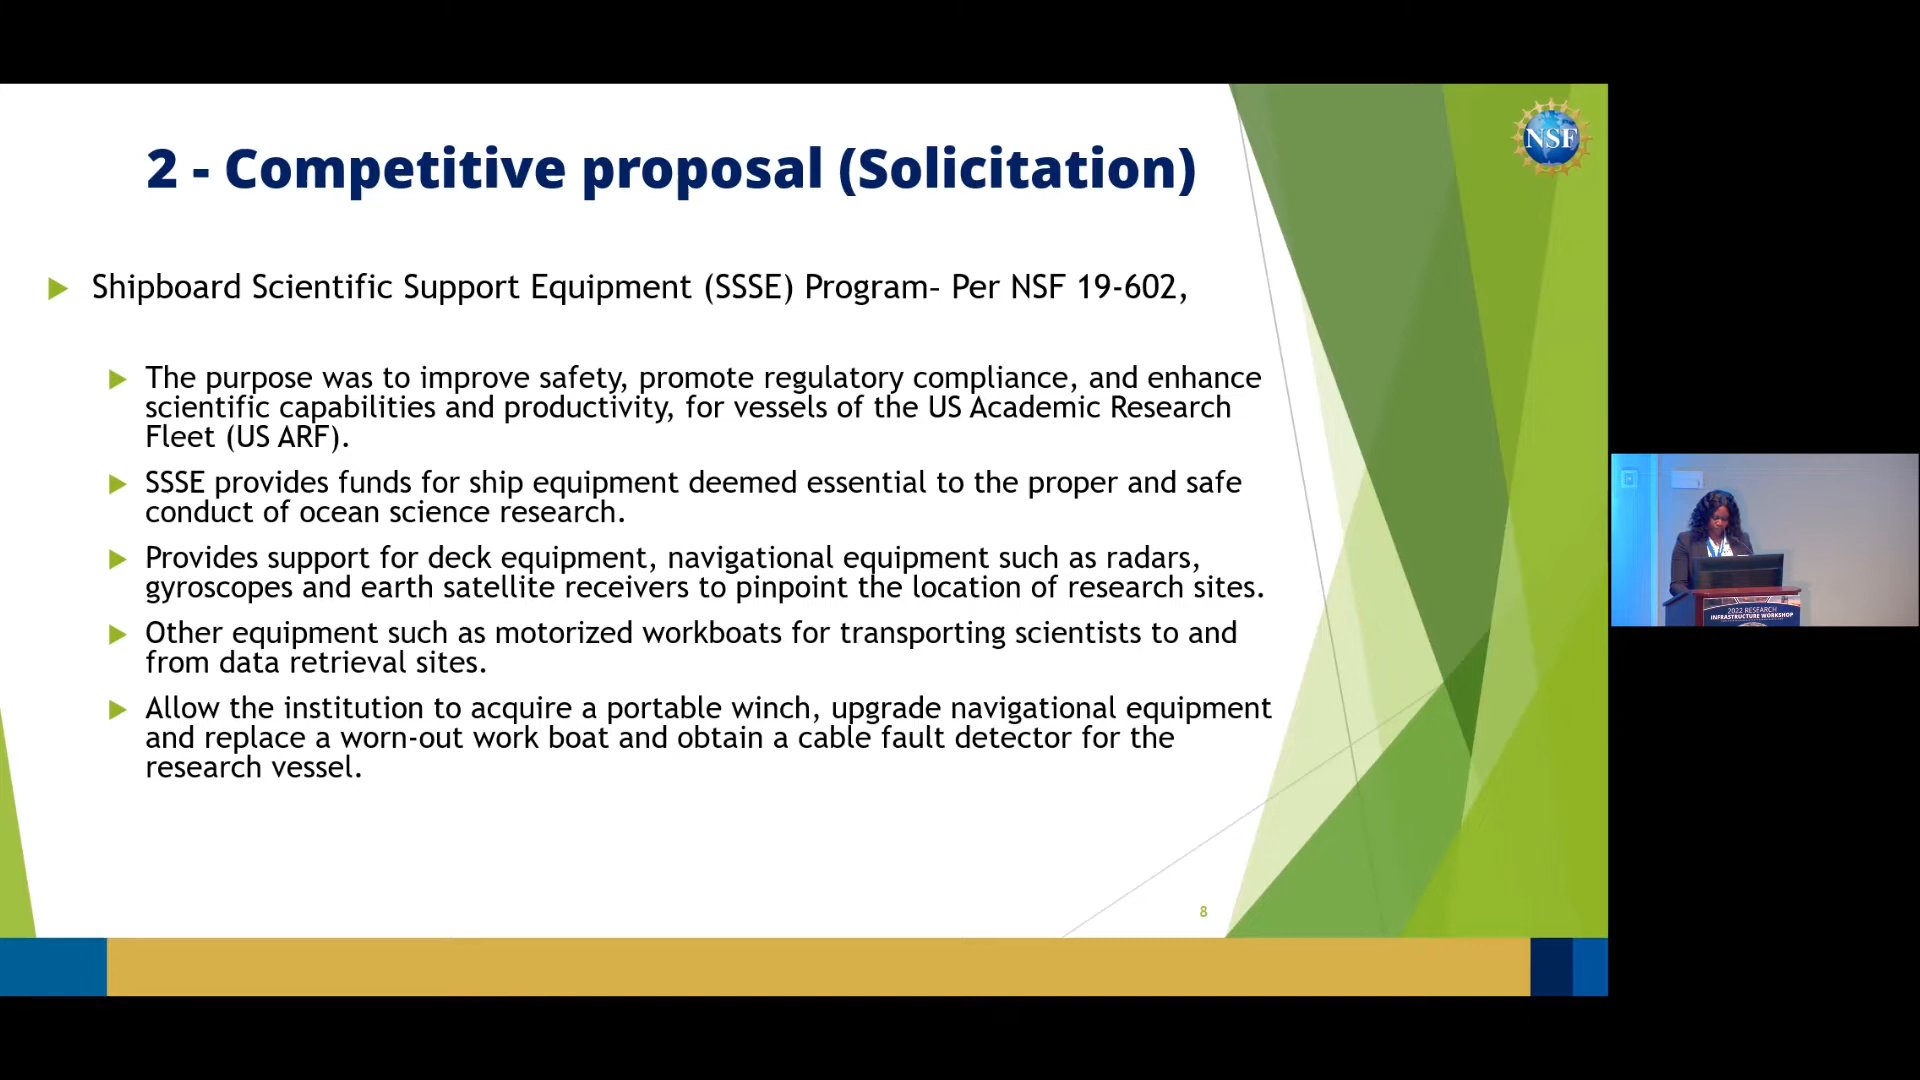 2 - Competitive proposal (Solicitation)
NSF
Shipboard Scientific Support Equipment (SSSE) Program– Per NSF 19-602,
The purpose was to improve safety, promote regulatory compliance, and enhance
scientific capabilities and productivity, for vessels of the US Academic Research
Fleet (US ARF).
SSSE provides funds for ship equipment deemed essential to the proper and safe
conduct of ocean science research.
Provides support for deck equipment, navigational equipment such as radars,
gyroscopes and earth satellite receivers to pinpoint the location of research sites.
Other equipment such as motorized workboats for transporting scientists to and
from data retrieval sites.
Allow the institution to acquire a portable winch, upgrade navigational equipment
and replace a worn-out work boat and obtain a cable fault detector for the
research vessel.
8
2022 RESEARCH
INFRASTRUCTURE WORKSHOP